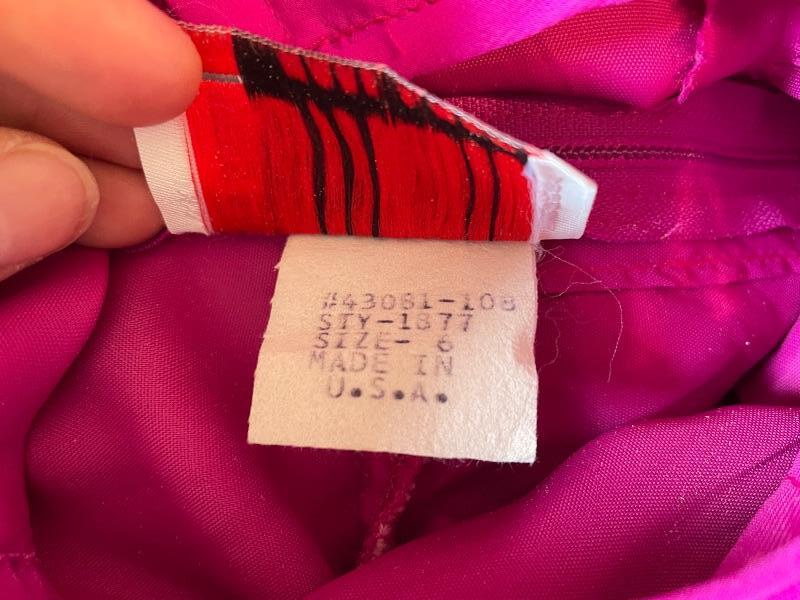 #43081-108
STY-1877
SIZE- 6
MADE IN
U.S.A.